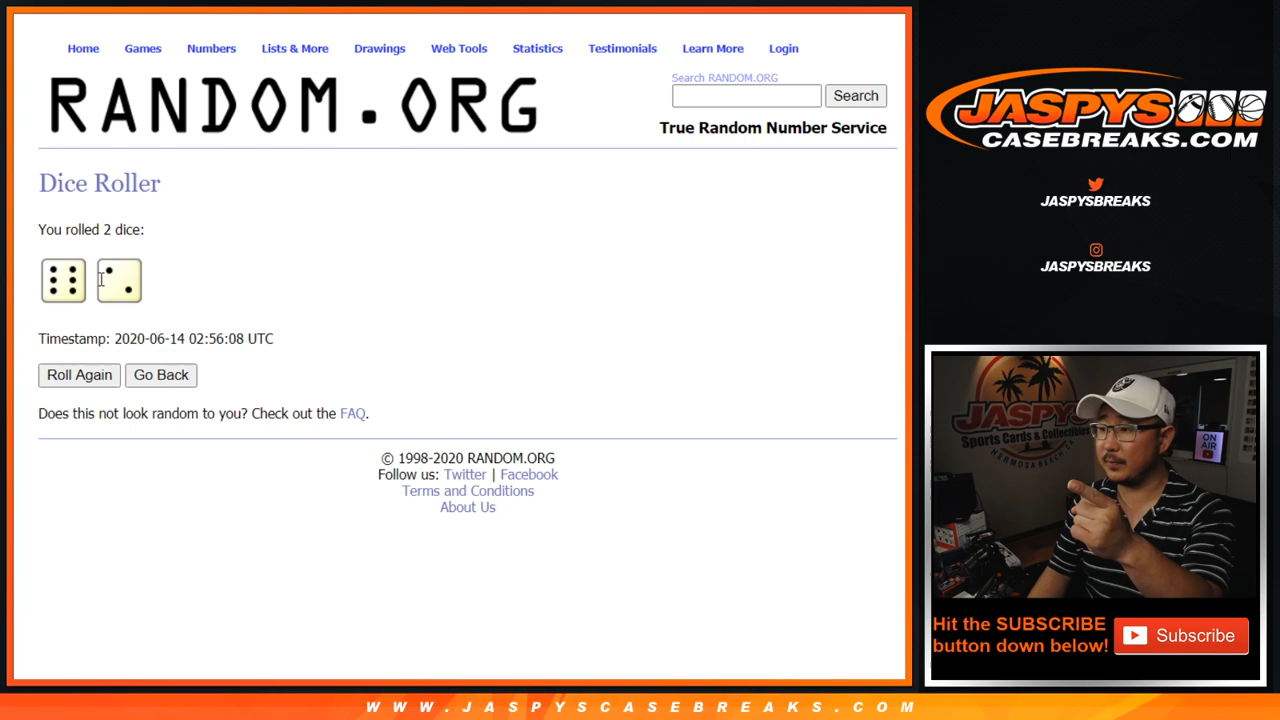 Home Games Numbers Lists & More Drawings Web Tools Statistics Testimonials Learn More Login
RANDOM.ORG
Search RANDOM.ORG
Search
True Random Number Service
Dice Roller
You rolled 2 dice:
Timestamp: 2020-06-14 02:56:08 UTC
Roll Again Go Back
Does this not look random to you? Check out the FAQ.
© 1998-2020 RANDOM.ORG
Follow us: Twitter | Facebook
Terms and Conditions
About Us
JASPYS
CASEBREAKS.COM
JASPYSBREAKS
JASPYSBREAKS
JASPYS
Sports Cards & Collectibles
HERMOSA BEACH CA
ON
AIR
Hit the SUBSCRIBE
button down below!
Subscribe
WWW.JASPYSCASEBREAKS.COM